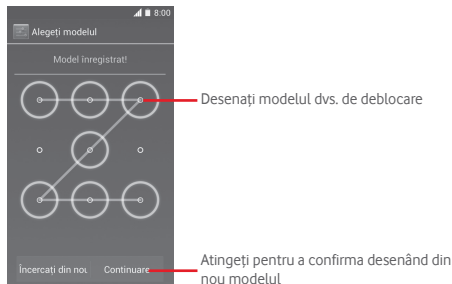 8:00
Alegeți modelul
Model înregistrat!
Desenați modelul dvs. de deblocare
Încercați din nou
Continuare
Atingeți pentru a confirma desenând din
nou modelul